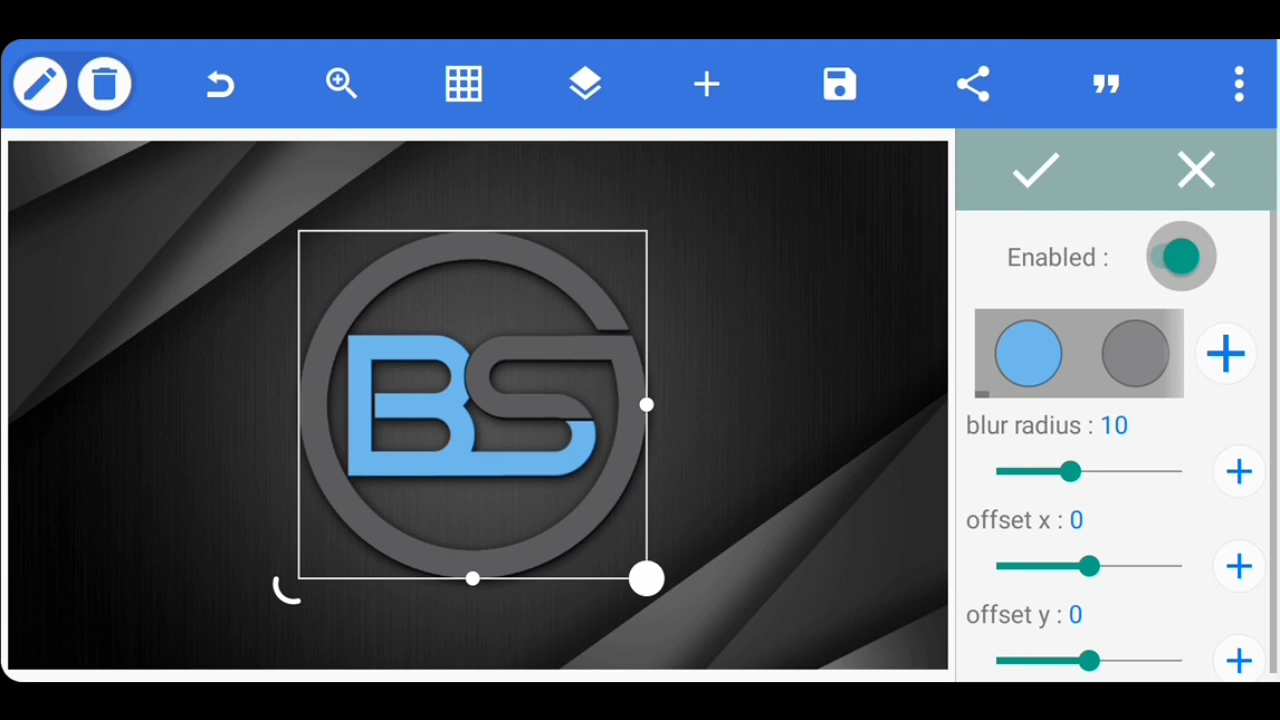 BS
Enabled :
blur radius : 10
offset x : 0
offset y : 0